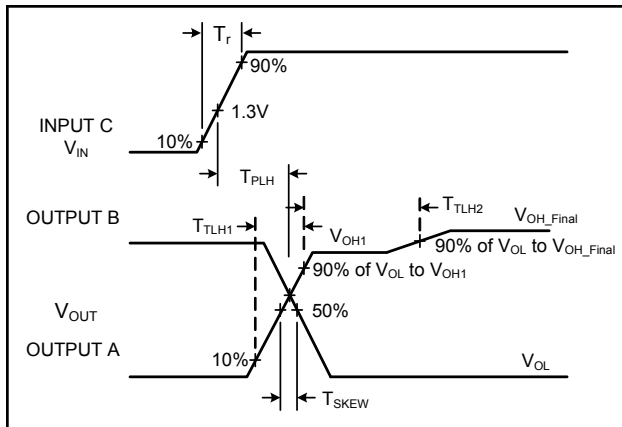 Tr
90%
INPUT C
1.3V
VIN
10%
TPLH
OUTPUT B
TTLH1
TTLH2
VOH1
VOH_Final
90% of VOL to VOH_Final
90% of VOL to VOH1
VOUT
50%
OUTPUT A
10%
VOL
TSKEW